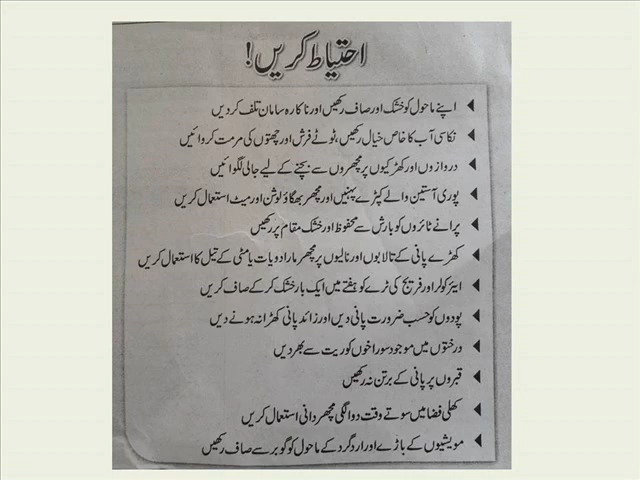 احتیاط کریں!
اپنے ماحول کو خشک اور صاف رکھیں اور ناکارہ سامان تلف کر دیں
نکاسی آب کا خاص خیال رکھیں، ٹوٹے فرش اور چھتوں کی مرمت کروائیں
دروازوں اور کھڑکیوں پر مچھروں سے بچنے کے لیے جالی لگوائیں
پوری آستین والے کپڑے پہنیں اور مچھر بھگاؤ لوشن اور میٹ استعمال کریں
پرانے ٹائروں کو بارش سے محفوظ اور خشک مقام پر رکھیں
کھڑے پانی کے تالابوں اور نالیوں پر مچھر مار ادویات یا مٹی کے تیل کا استعمال کریں
ایئر کولر اور فریج کی ٹرے کو ہفتے میں ایک بار خشک کر کے صاف کریں
پودوں کو حسب ضرورت پانی دیں اور زائد پانی کھڑا نہ ہونے دیں
درختوں میں موجود سوراخوں کو ریت سے بھر دیں
قبروں پر پانی کے برتن نہ رکھیں
کھلی فضا میں سوتے وقت دوا لگی مچھر دانی استعمال کریں
مویشیوں کے باڑے اور ارد گرد کے ماحول کو گوبر سے صاف رکھیں